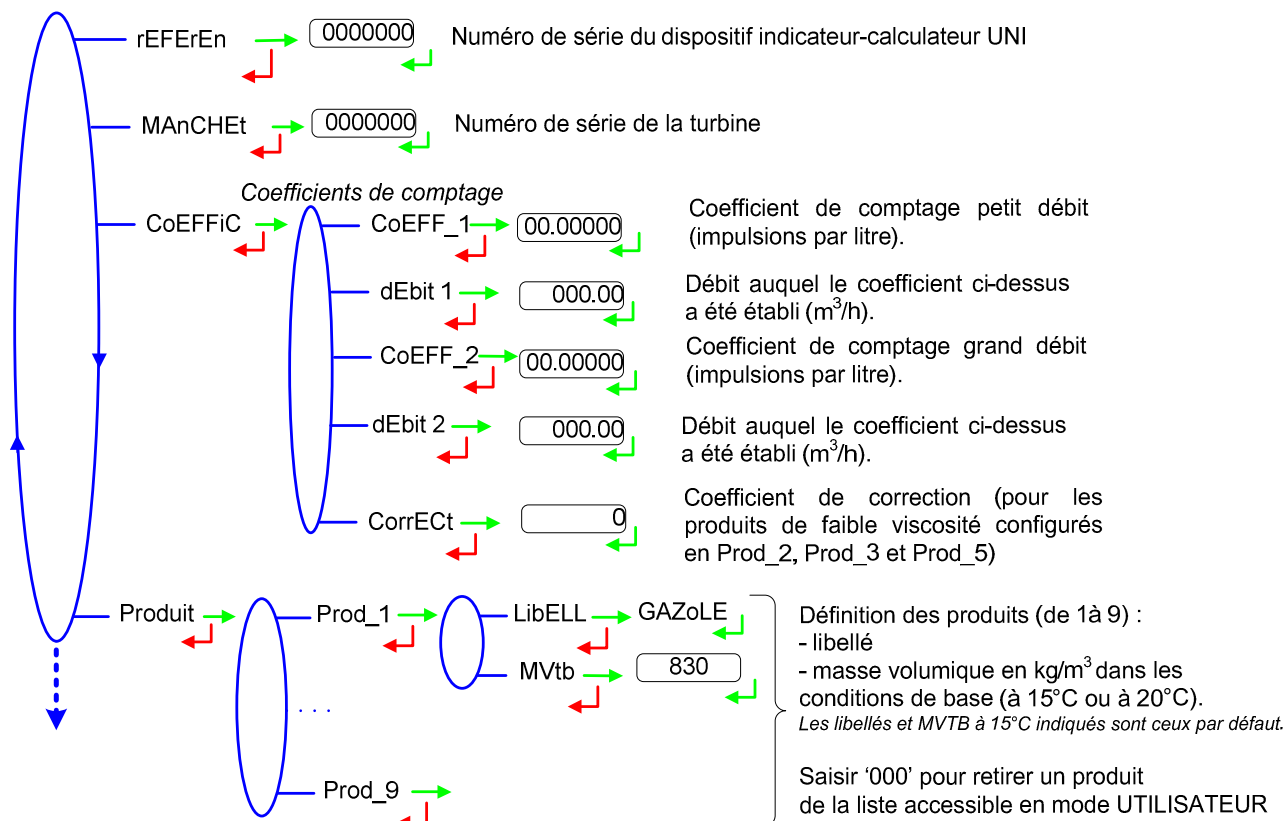 rEFErEn 0000000 Numéro de série du dispositif indicateur-calculateur UNI
MAnCHEt 0000000 Numéro de série de la turbine
Coefficients de comptage
CoEFFiC CoEFF_1 00.00000 Coefficient de comptage petit débit
(impulsions par litre).
dEbit 1 000.00 Débit auquel le coefficient ci-dessus
a été établi (m³/h).
CoEFF_2 00.00000 Coefficient de comptage grand débit
(impulsions par litre).
dEbit 2 000.00 Débit auquel le coefficient ci-dessus
a été établi (m³/h).
CorrECt 0 Coefficient de correction (pour les
produits de faible viscosité configurés
en Prod_2, Prod_3 et Prod_5)
Produit Prod_1 LibELL GAZoLE Définition des produits (de 1à 9) :
- libellé
MVtb 830 - masse volumique en kg/m³ dans les
conditions de base (à 15°C ou à 20°C).
. . . Les libellés et MVTB à 15°C indiqués sont ceux par défaut.
Prod_9 Saisir '000' pour retirer un produit
de la liste accessible en mode UTILISATEUR